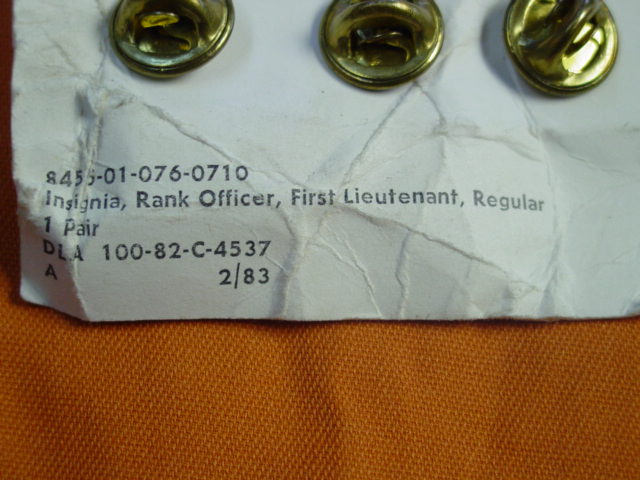 8455-01-076-0710
Insignia, Rank Officer, First Lieutenant, Regular
1 Pair
DLA 100-82-C-4537
A 2/83